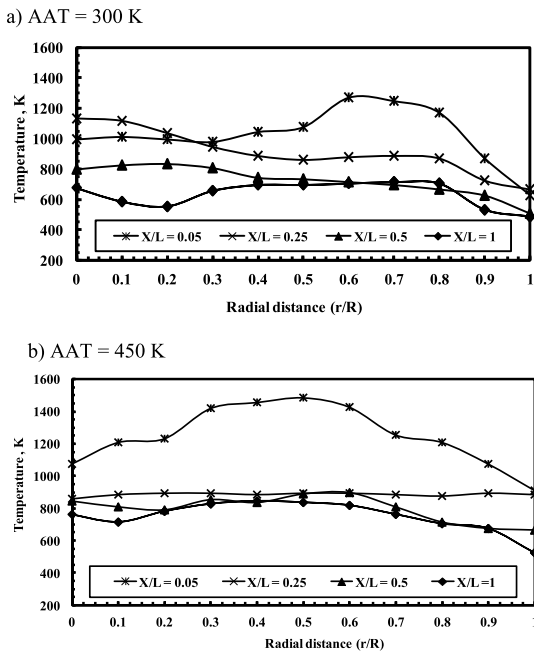 a) AAT = 300 K
1600
1400
1200
1000
800
600
400
200
Temperature , K
X/L = 0.05 X/L = 0.25 X/L = 0.5 X/L = 1
0 0.1 0.2 0.3 0.4 0.5 0.6 0.7 0.8 0.9 1
Radial distance (r/R)
b) AAT = 450 K
1600
1400
1200
1000
800
600
400
200
Temperature , K
X/L = 0.05 X/L = 0.25 X/L = 0.5 X/L =1
0 0.1 0.2 0.3 0.4 0.5 0.6 0.7 0.8 0.9 1
Radial distance (r/R)